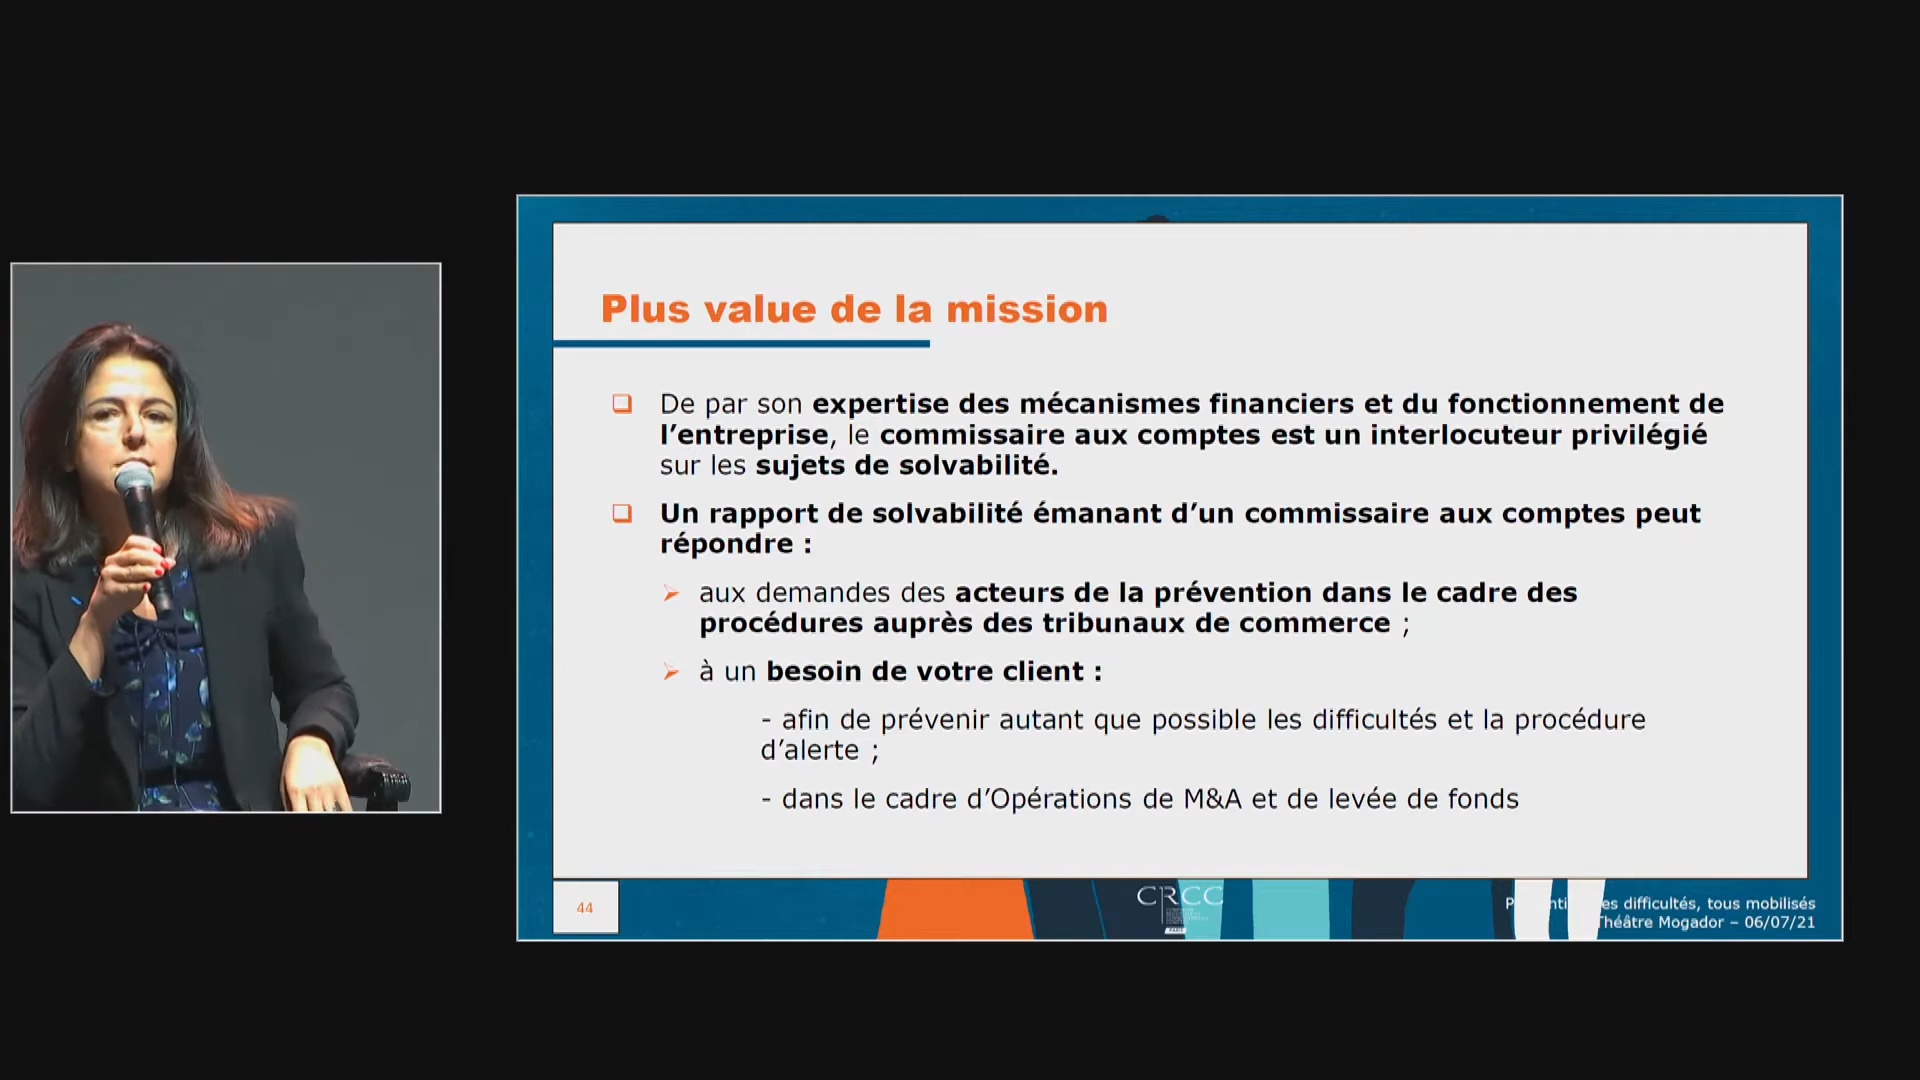 Plus value de la mission
❑ De par son expertise des mécanismes financiers et du fonctionnement de
l’entreprise, le commissaire aux comptes est un interlocuteur privilégié
sur les sujets de solvabilité.
❑ Un rapport de solvabilité émanant d’un commissaire aux comptes peut
répondre :
➢ aux demandes des acteurs de la prévention dans le cadre des
procédures auprès des tribunaux de commerce ;
➢ à un besoin de votre client :
- afin de prévenir autant que possible les difficultés et la procédure
d’alerte ;
- dans le cadre d’Opérations de M&A et de levée de fonds
44
CRCC
PARIS
difficultés, tous mobilisés
Mogador – 06/07/21